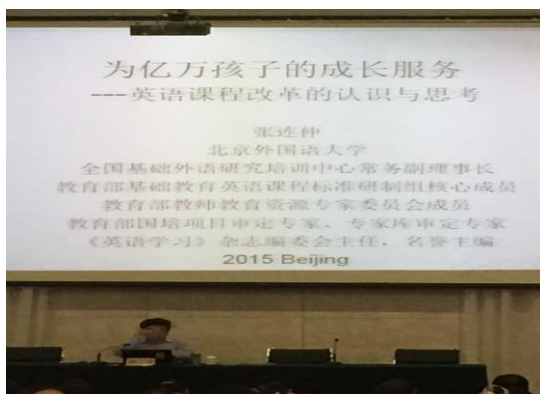 为亿万孩子的成长服务
---英语课程改革的认识与思考
张连仲
北京外国语大学
全国基础外语研究培训中心常务副理事长
教育部基础教育英语课程标准研制组核心成员
教育部教师教育资源专家委员会成员
教育部国培项目审定专家、专家库审定专家
《英语学习》杂志编委会主任，名誉主编
2015 Beijing